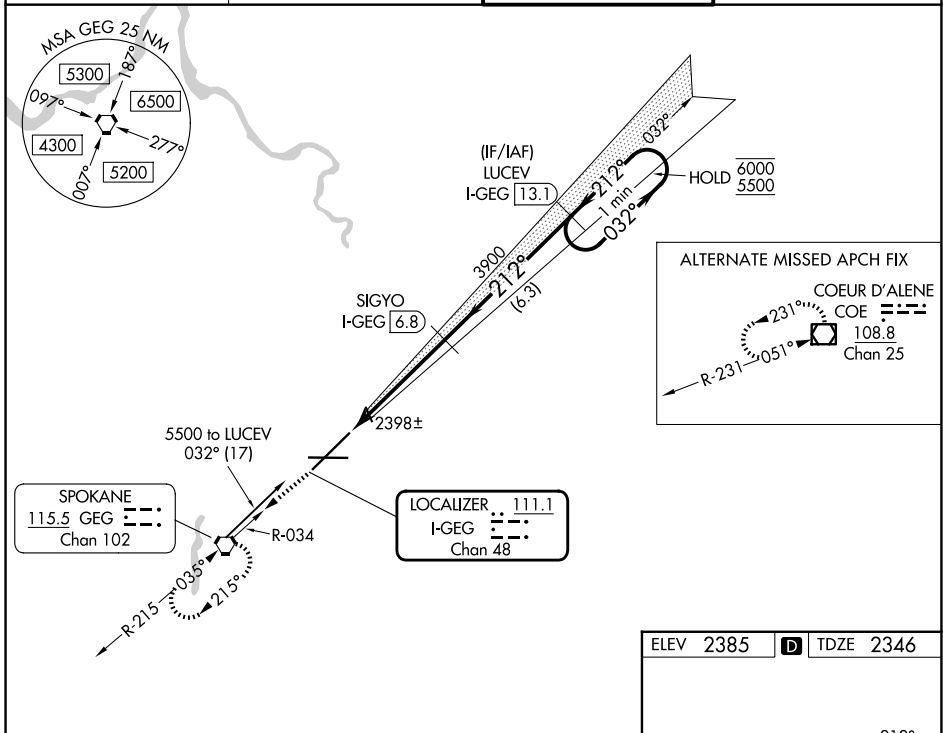 MSA GEG 25 NM
5300
187°
097°
6500
4300
277°
5200
007°
(IF/IAF)
LUCEV
I-GEG 13.1
032°
212°
1 min
032°
HOLD 6000
5500
3900
212°
(6.3)
SIGYO
I-GEG 6.8
ALTERNATE MISSED APCH FIX
COEUR D'ALENE
COE
108.8
Chan 25
231°
R-231
051°
2398±
5500 to LUCEV
032° (17)
SPOKANE
115.5 GEG
Chan 102
R-034
LOCALIZER 111.1
I-GEG
Chan 48
035°
215°
R-215
ELEV 2385 D TDZE 2346